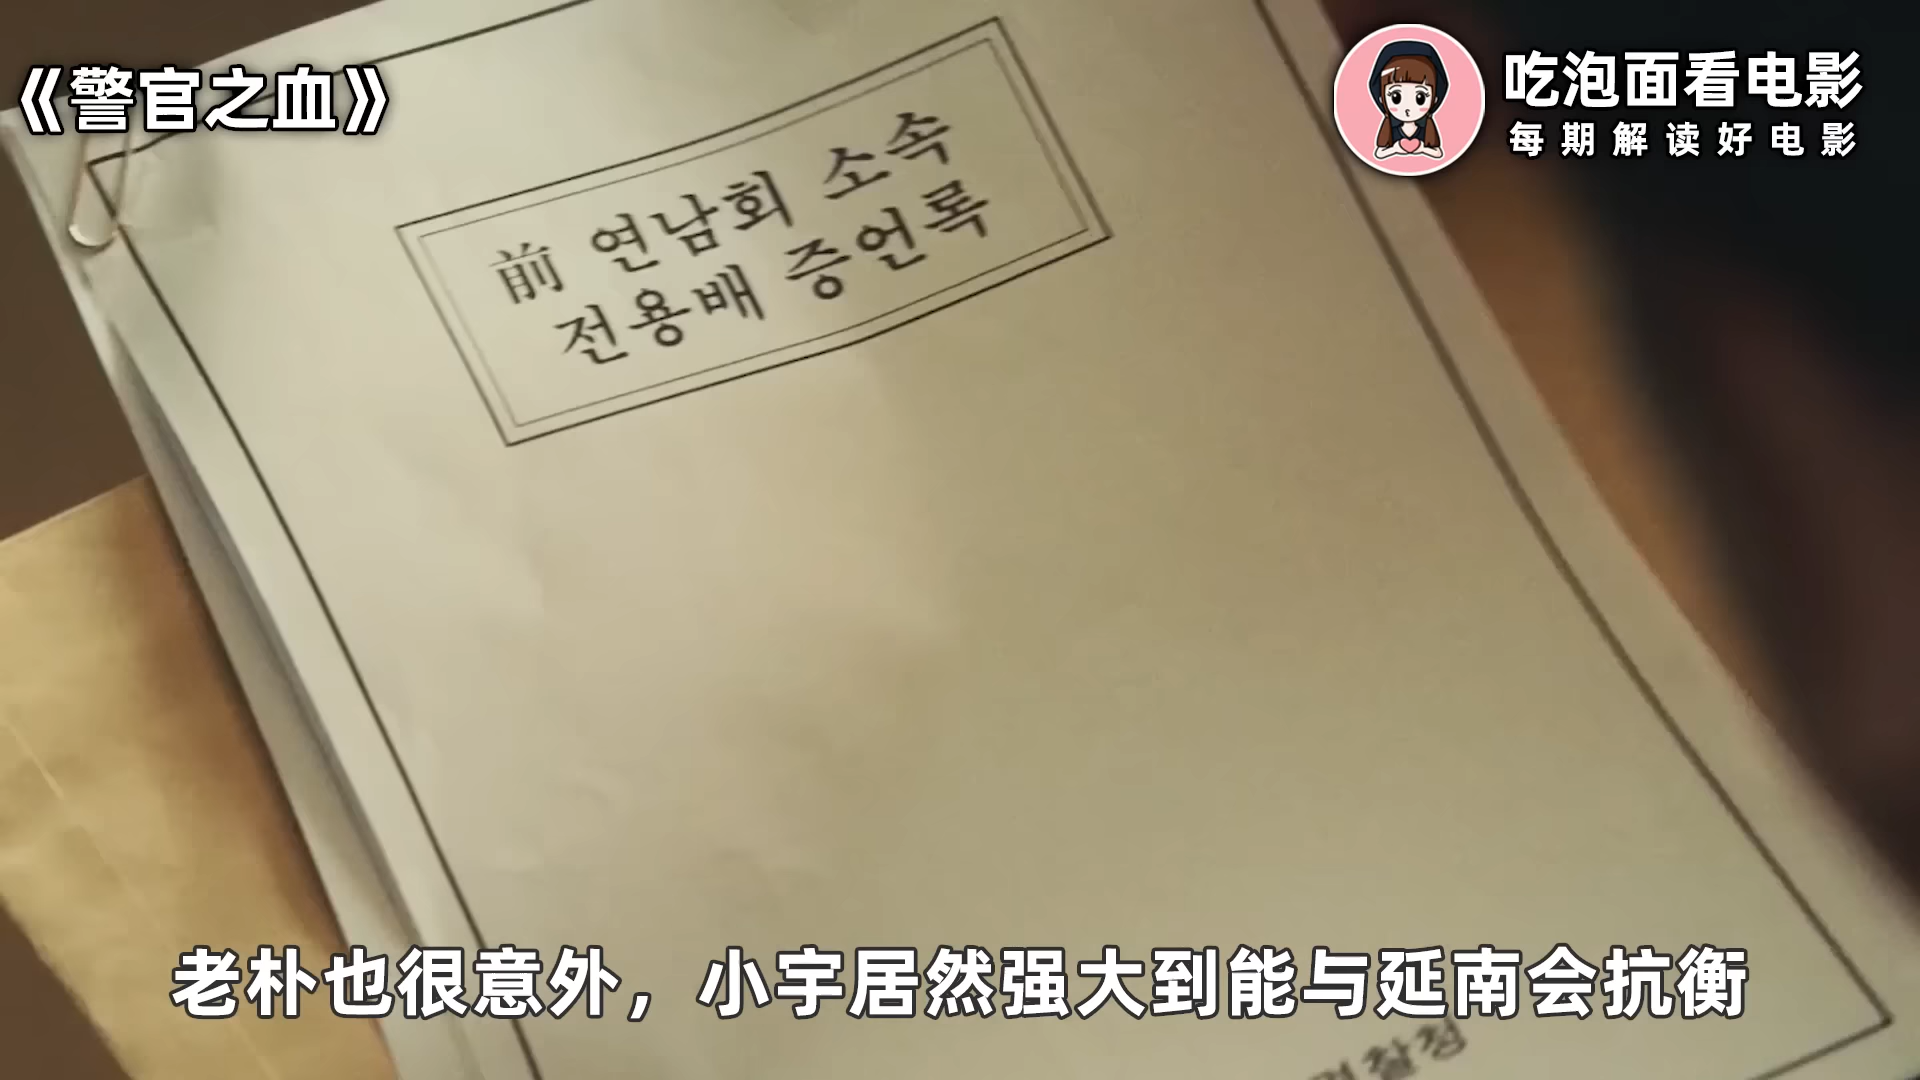 《警官之血》
吃泡面看电影
每期解读好电影
前 연남회 소속
전용배 증언록
老朴也很意外，小宇居然强大到能与延南会抗衡